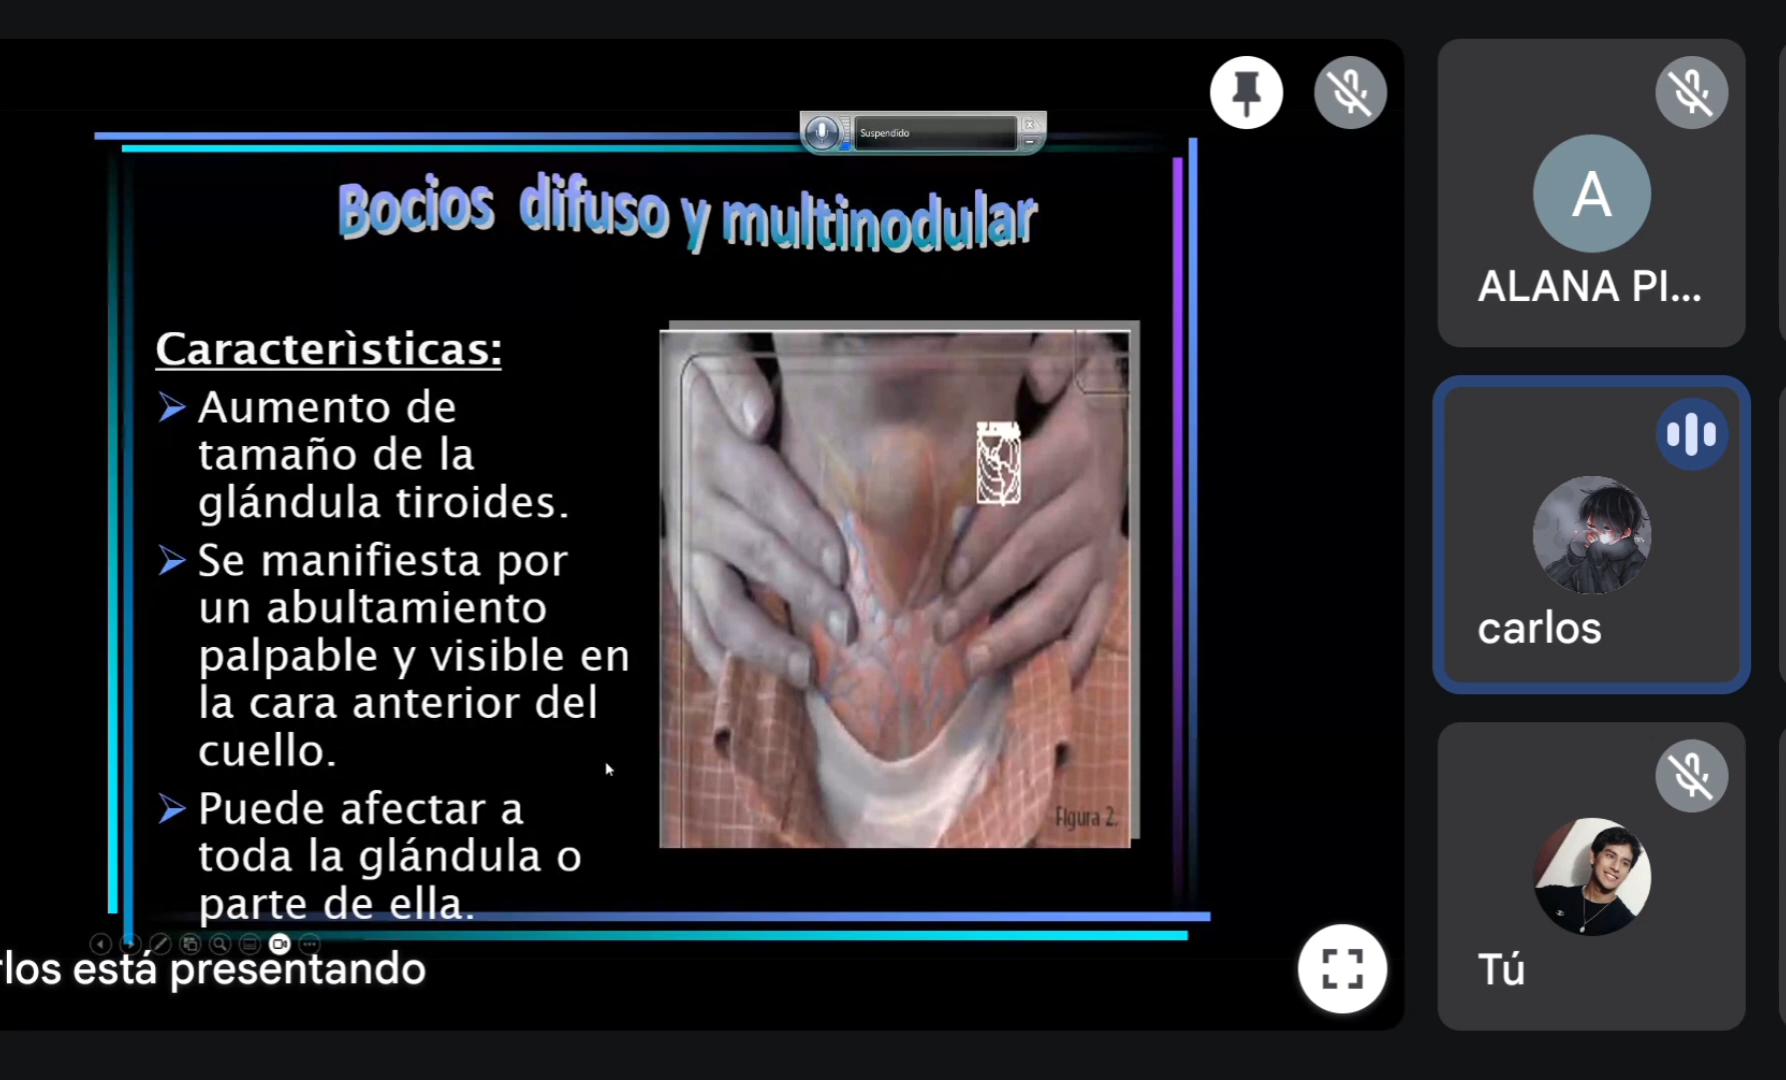 Suspendido
Bocios difuso y multinodular
Caracterìsticas:
Aumento de
tamaño de la
glándula tiroides.
Se manifiesta por
un abultamiento
palpable y visible en
la cara anterior del
cuello.
Puede afectar a
toda la glándula o
parte de ella.
Figura 2.
rlos está presentando
A
ALANA PI...
carlos
Tú